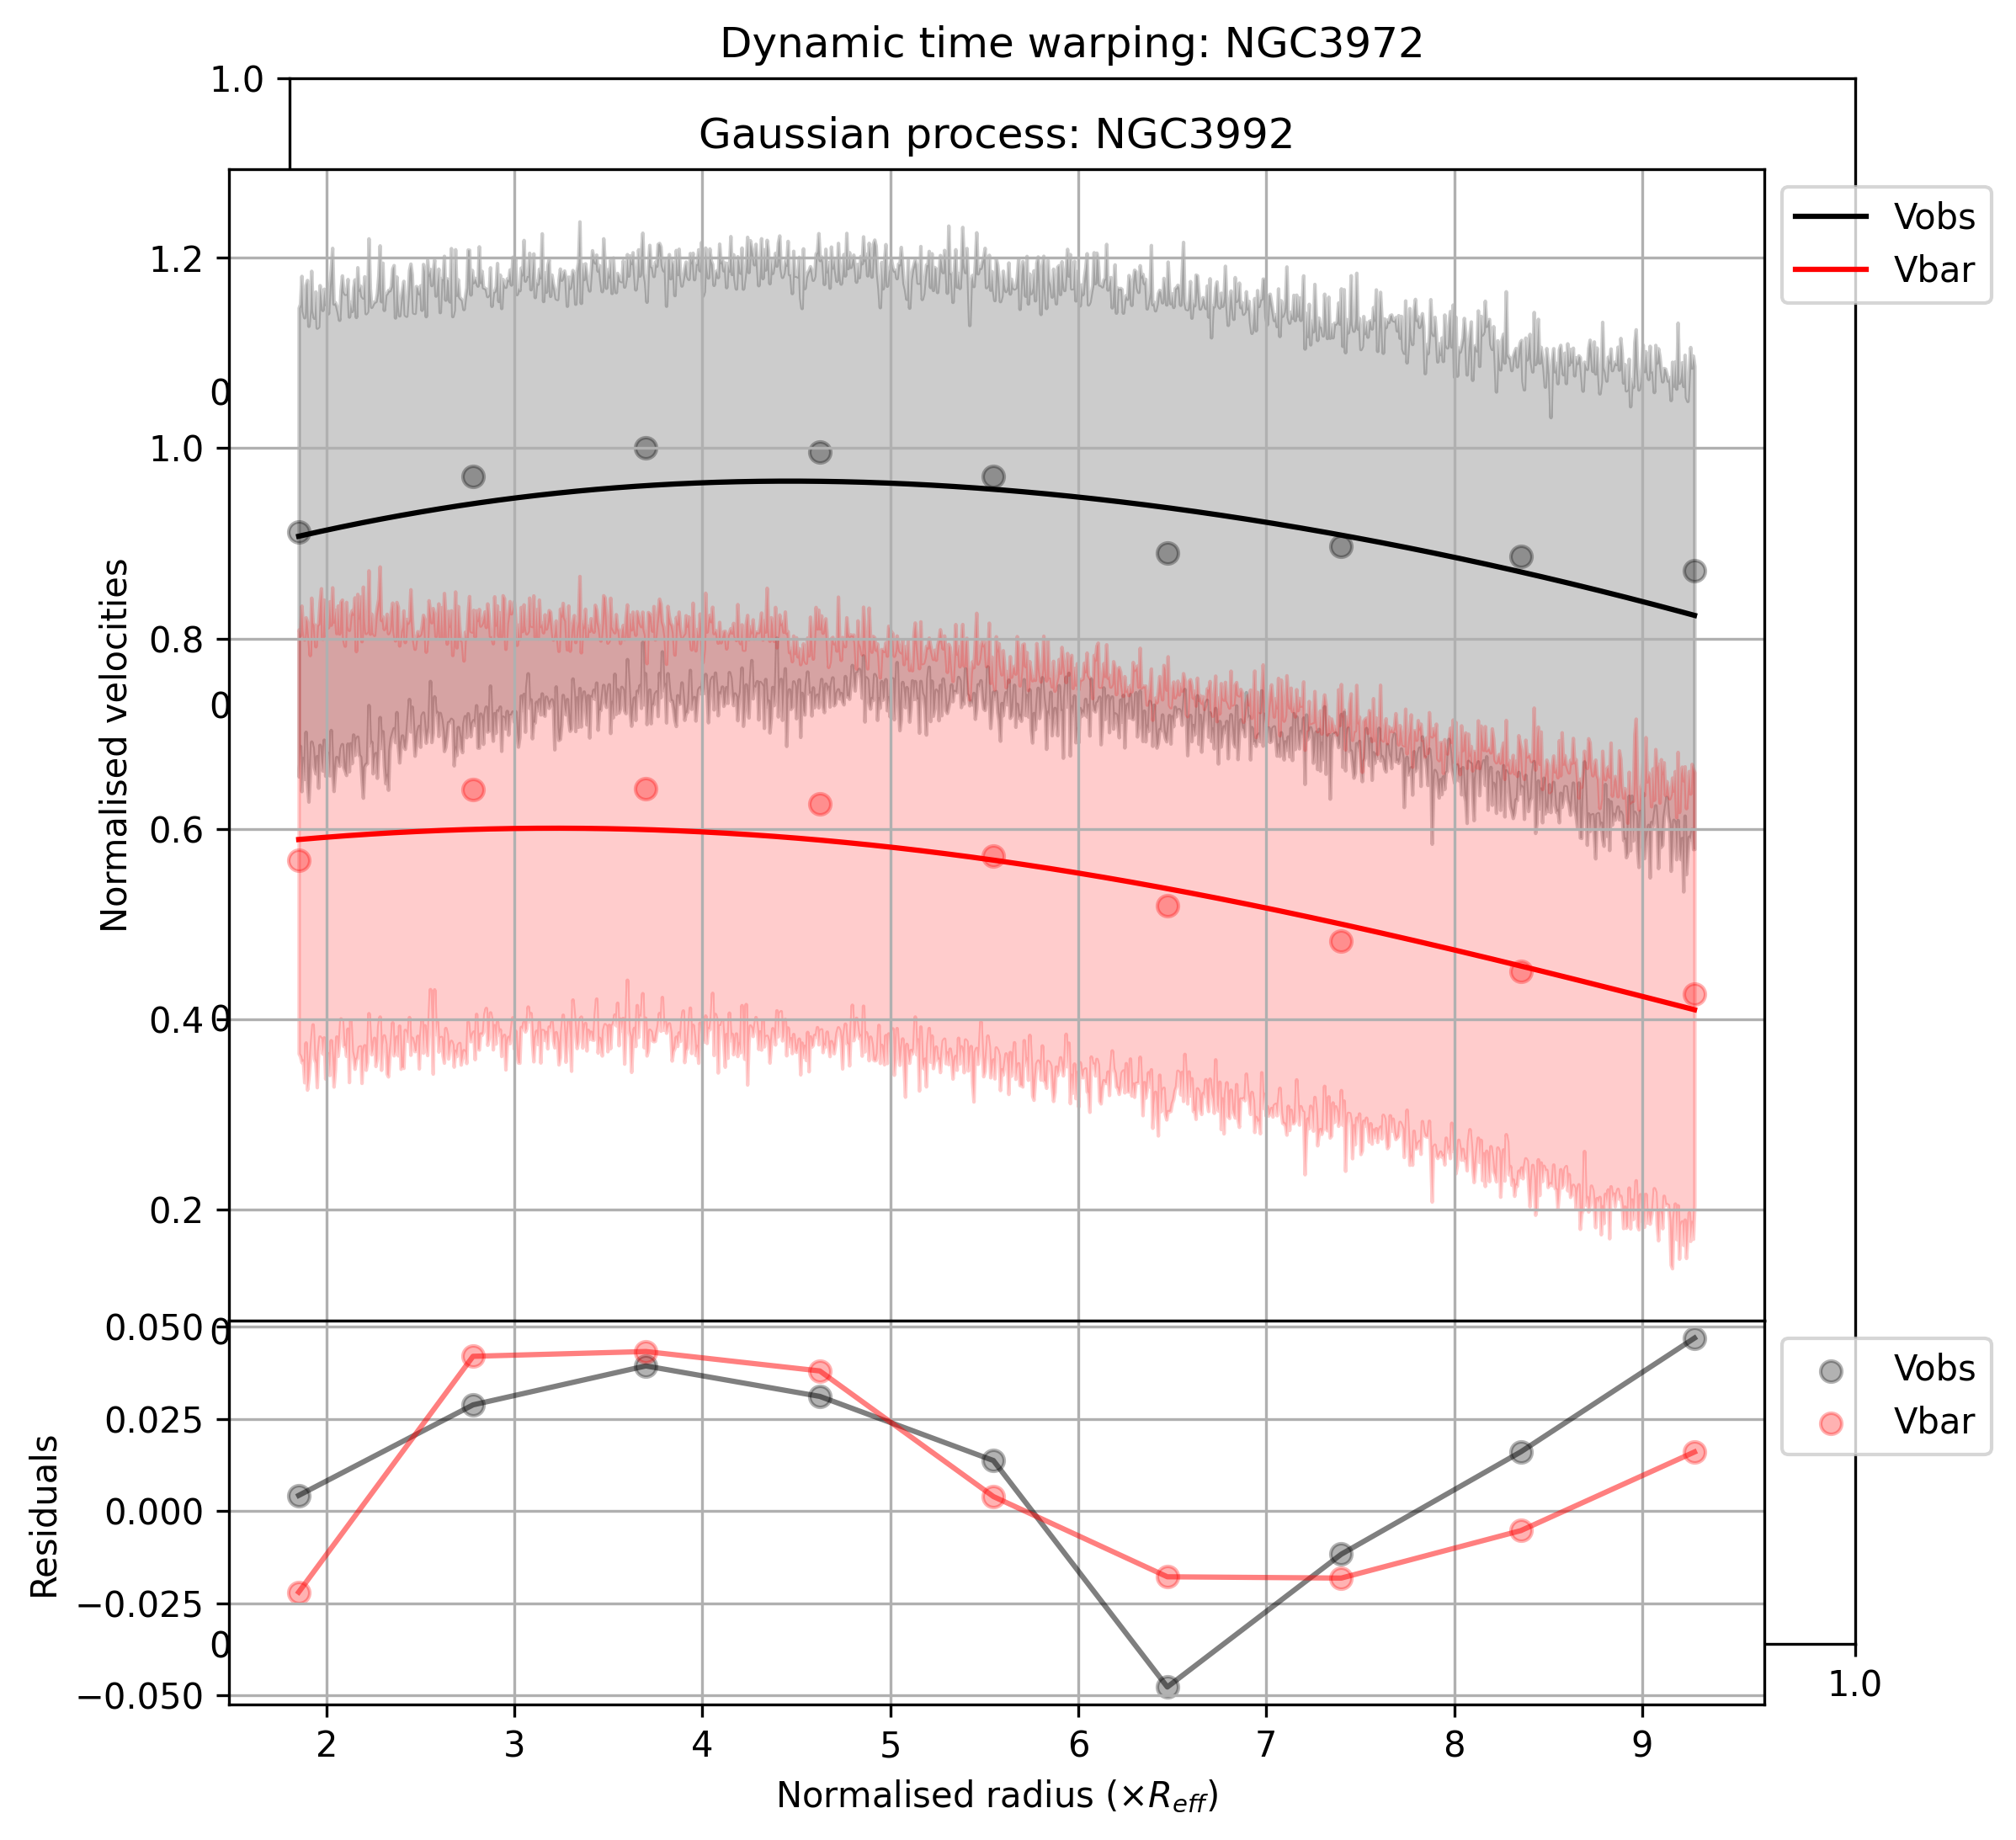 Dynamic time warping: NGC3972
1.0
Gaussian process: NGC3992
Vobs
Vbar
1.2
0
1.0
0.8
0
0.6
0.4
0
0.2
Normalised velocities
0.050
0
0.025
0.000
−0.025
0
−0.050
Residuals
Vobs
Vbar
1.0
2 3 4 5 6 7 8 9
Normalised radius (×R_eff)